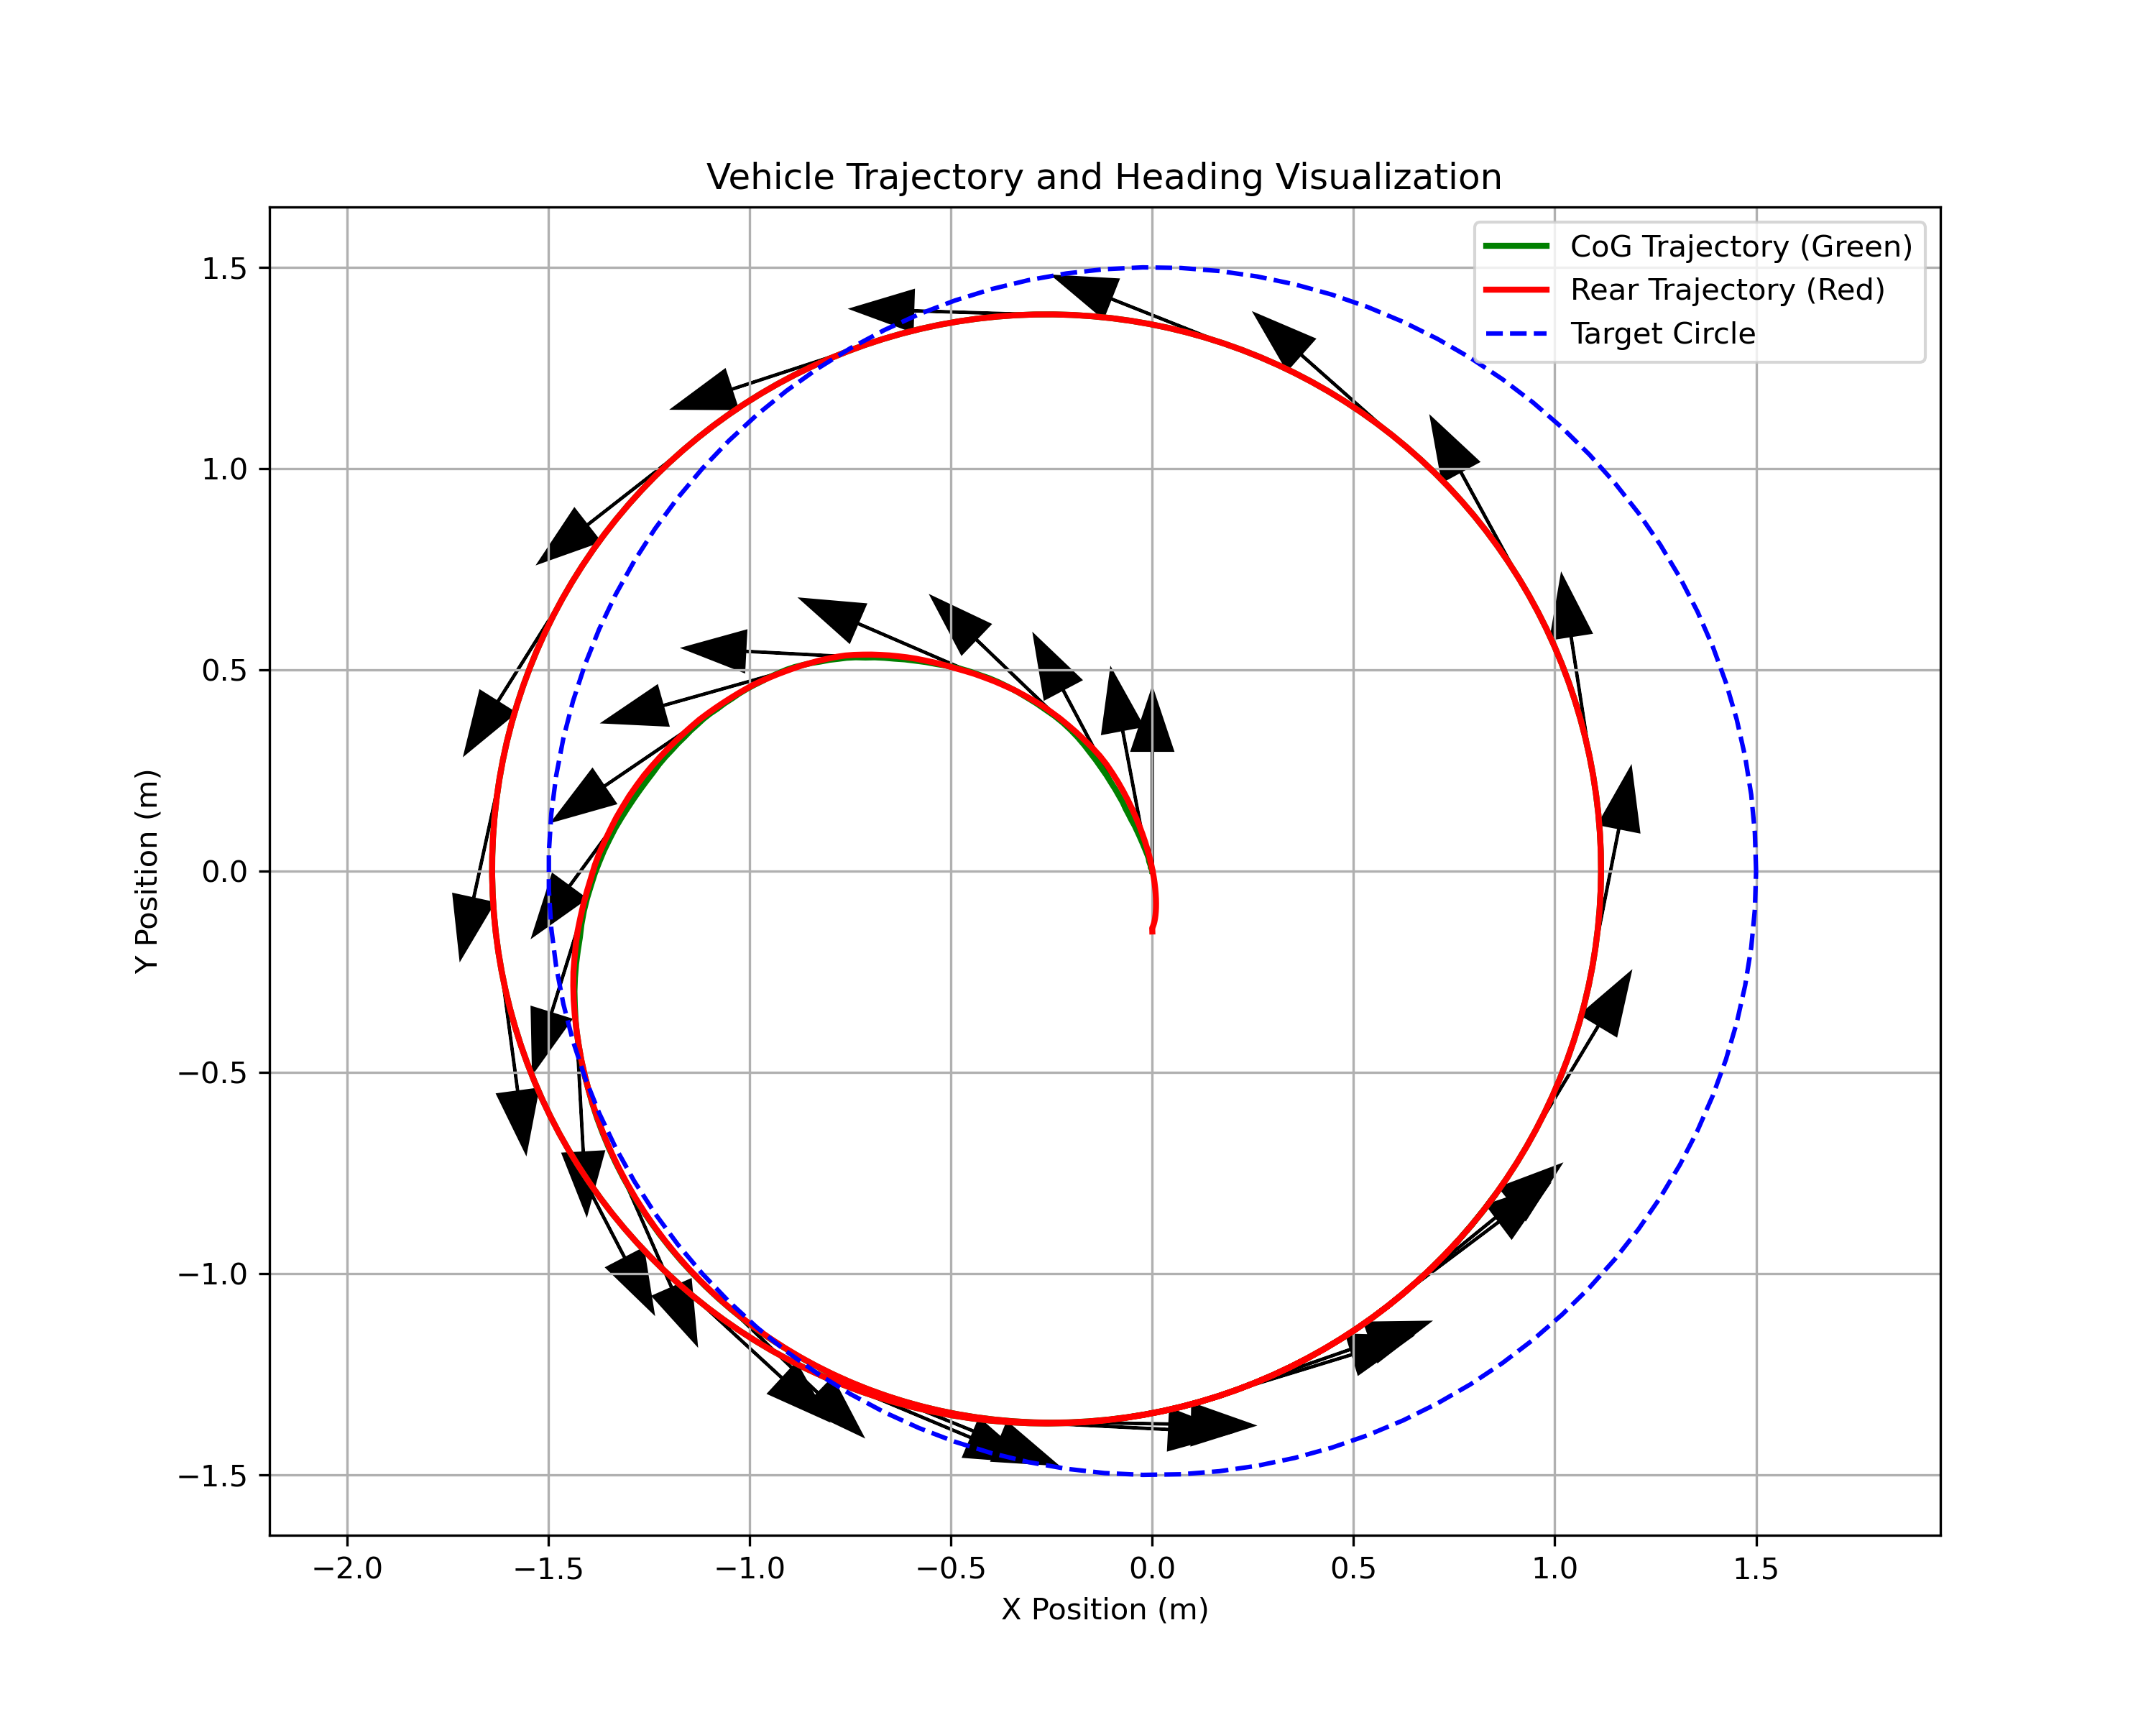 Vehicle Trajectory and Heading Visualization
CoG Trajectory (Green)
Rear Trajectory (Red)
Target Circle
1.5
1.0
0.5
0.0
−0.5
−1.0
−1.5
Y Position (m)
−2.0 −1.5 −1.0 −0.5 0.0 0.5 1.0 1.5
X Position (m)